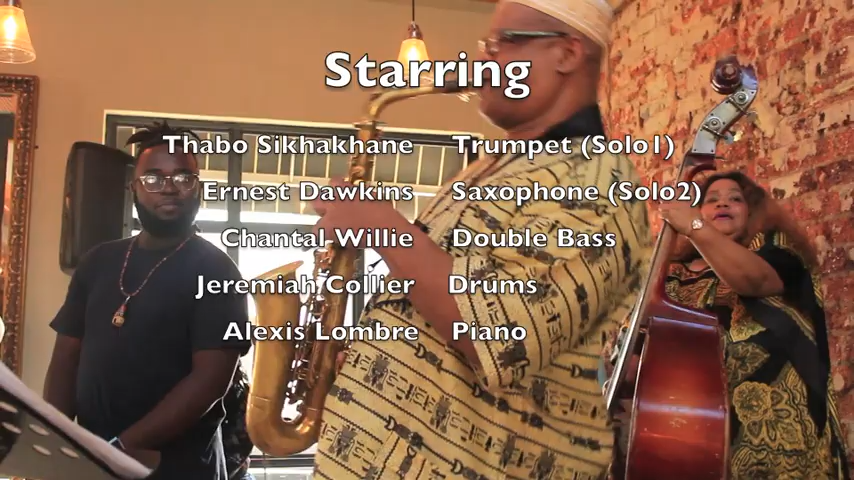 Starring
Thabo Sikhakhane Trumpet (Solo1)
Ernest Dawkins Saxophone (Solo2)
Chantal Willie Double Bass
Jeremiah Collier Drums
Alexis Lombre Piano